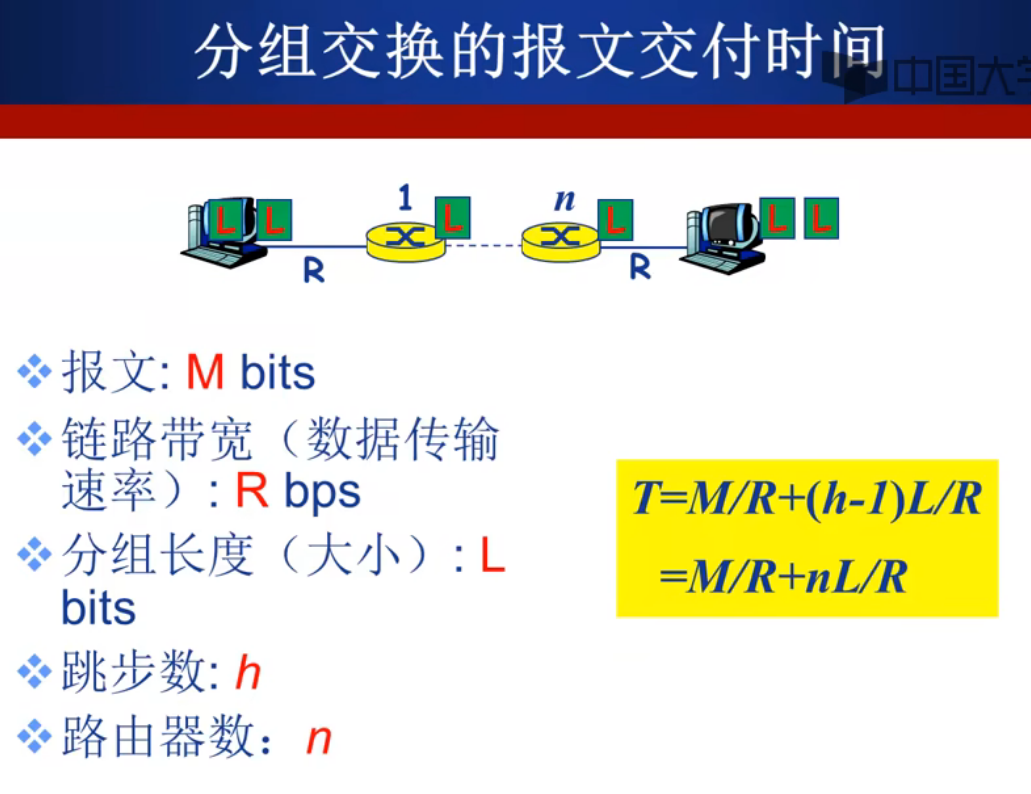 分组交换的报文交付时间
中国大学
1
n
L L
L
L
L L
R
R
报文: M bits
链路带宽（数据传输
速率）: R bps
分组长度（大小）: L
bits
跳步数: h
路由器数：n
T=M/R+(h-1)L/R
=M/R+nL/R